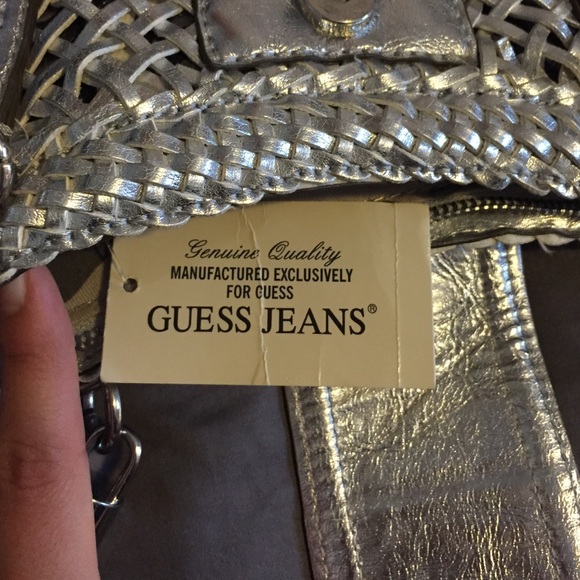 Genuine Quality
MANUFACTURED EXCLUSIVELY
FOR GUESS
GUESS JEANS®